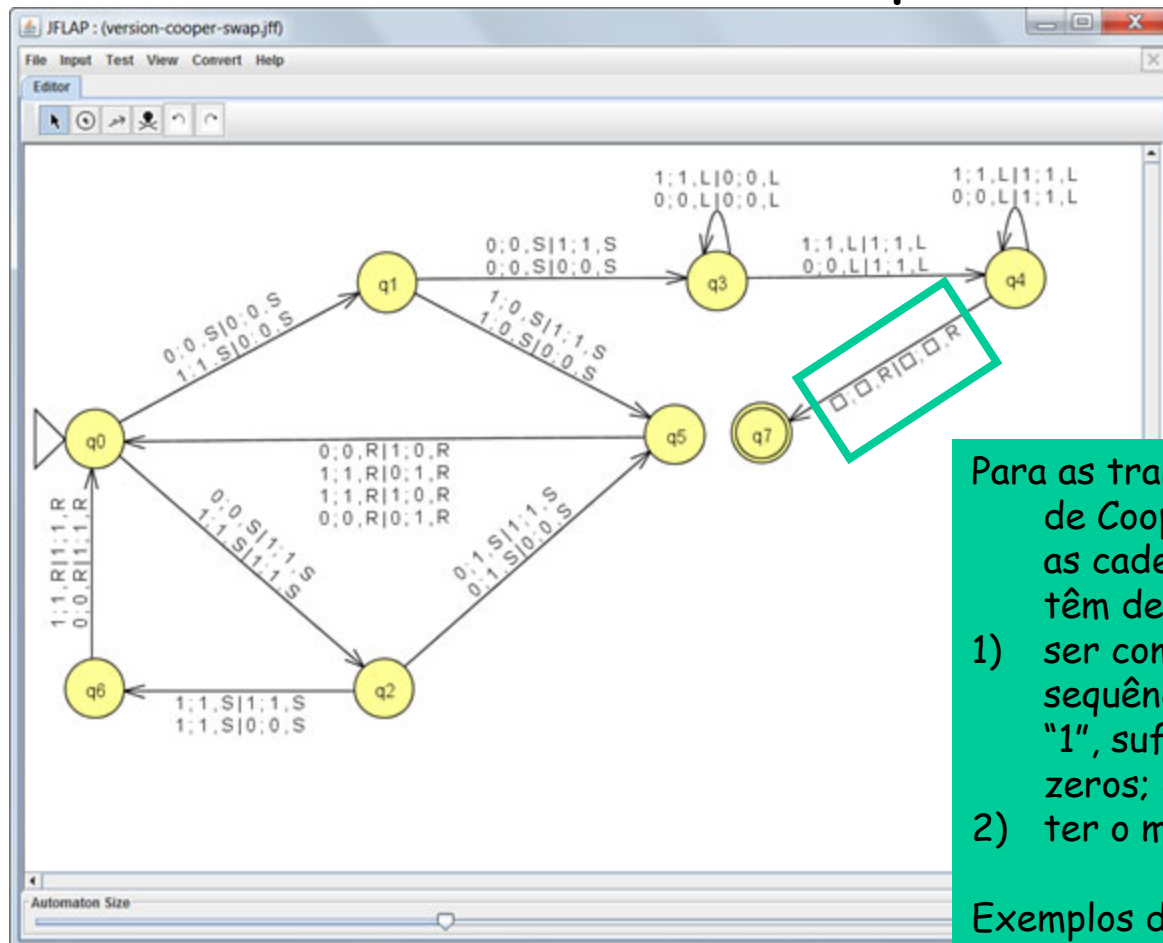 JFLAP : (version-cooper-swap.jff)
File Input Test View Convert Help
Editor
1;1,L|0;0,L
0;0,L|0;0,L
1;1,L|1;1,L
0;0,L|1;1,L
0;0,S|1;1,S
0;0,S|0;0,S
1;1,L|1;1,L
0;0,L|1;1,L
q1
q3
q4
0;0,S|0;0,S
1;1,S|0;0,S
1;0,S|1;1,S
1;0,S|0;0,S
□;□,R|□;□,R
q0
q5
q7
0;0,R|1;0,R
1;1,R|0;1,R
1;1,R|1;0,R
0;0,R|0;1,R
1;1,R|1;1,R
0;0,R|1;1,R
0;0,S|1;1,S
1;1,S|1;1,S
0;1,S|1;1,S
0;1,S|0;0,S
q6
q2
1;1,S|1;1,S
1;1,S|0;0,S
Para as
de
as
têm de
1) ser
"1",
zeros;
2) ter o
Exemplos
Automaton Size